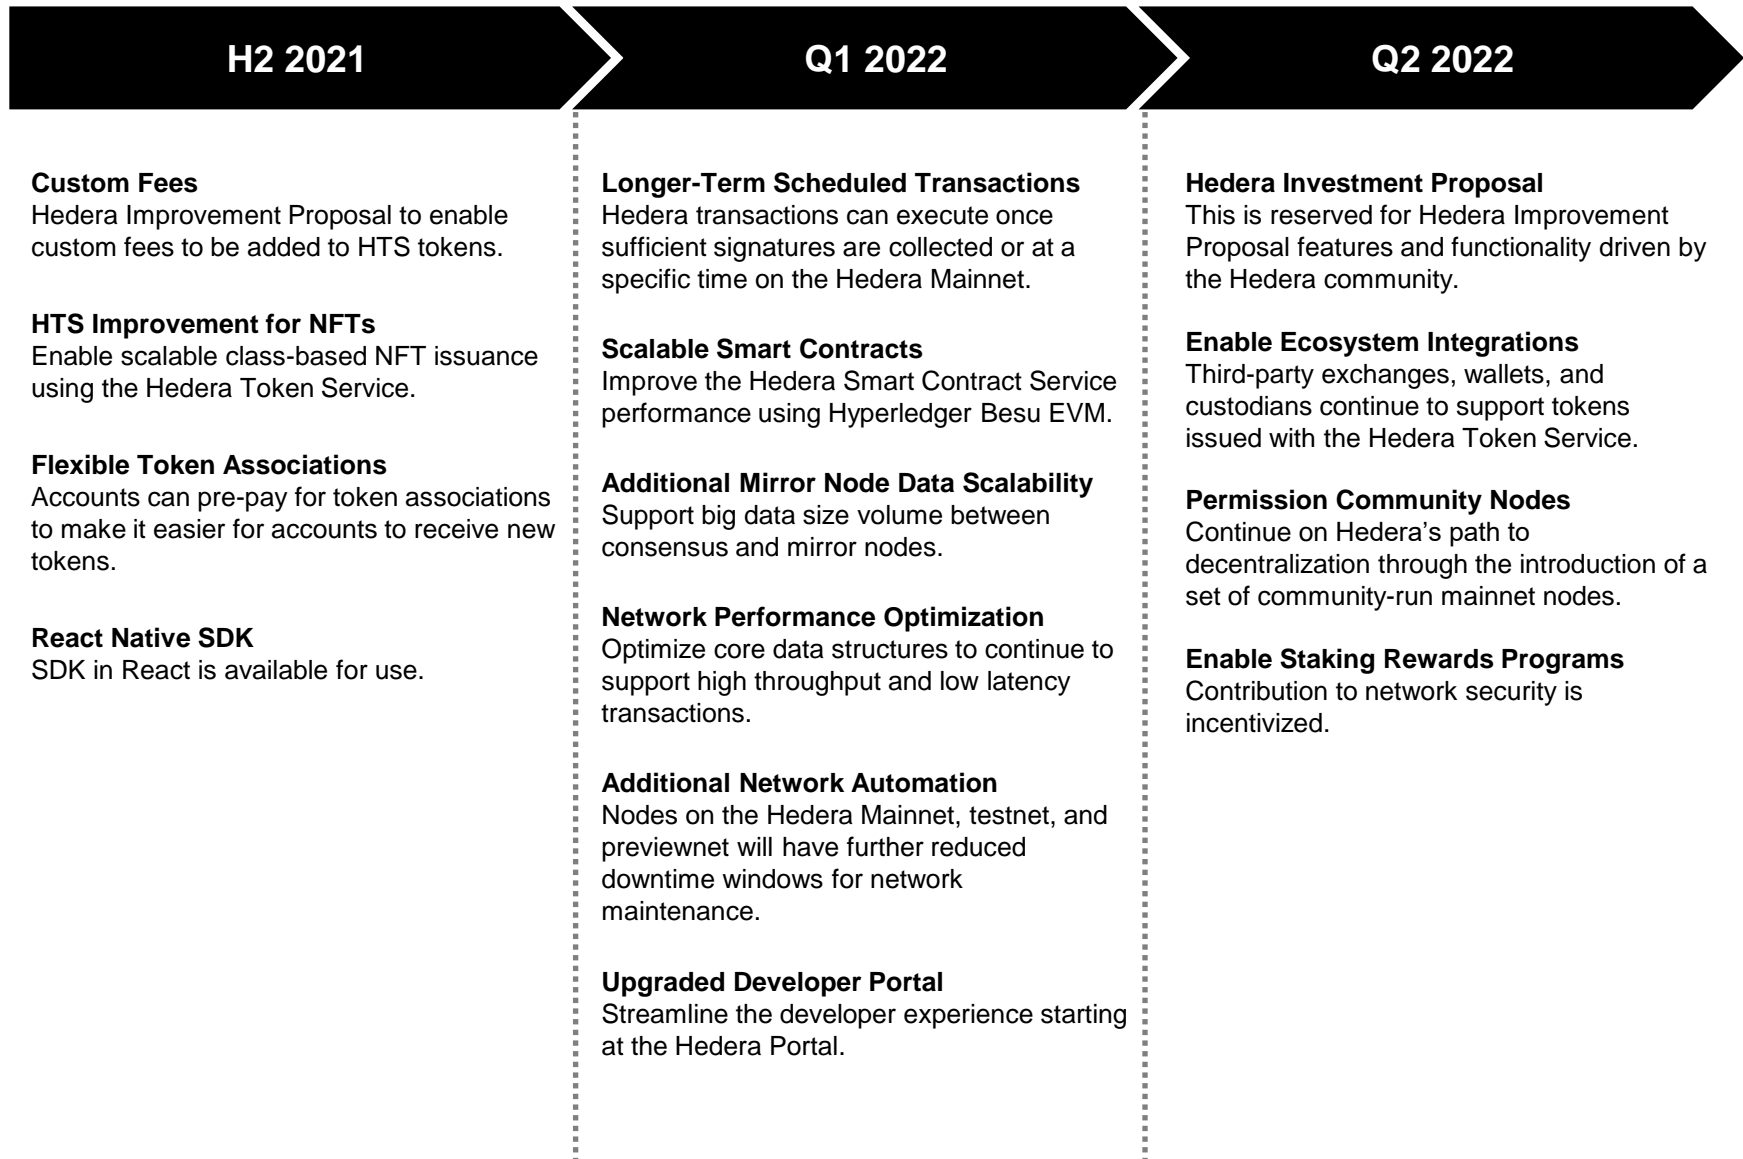 H2 2021
Q1 2022
Q2 2022
Custom Fees
Hedera Improvement Proposal to enable
custom fees to be added to HTS tokens.
HTS Improvement for NFTs
Enable scalable class-based NFT issuance
using the Hedera Token Service.
Flexible Token Associations
Accounts can pre-pay for token associations
to make it easier for accounts to receive new
tokens.
React Native SDK
SDK in React is available for use.
Longer-Term Scheduled Transactions
Hedera transactions can execute once
sufficient signatures are collected or at a
specific time on the Hedera Mainnet.
Scalable Smart Contracts
Improve the Hedera Smart Contract Service
performance using Hyperledger Besu EVM.
Additional Mirror Node Data Scalability
Support big data size volume between
consensus and mirror nodes.
Network Performance Optimization
Optimize core data structures to continue to
support high throughput and low latency
transactions.
Additional Network Automation
Nodes on the Hedera Mainnet, testnet, and
previewnet will have further reduced
downtime windows for network
maintenance.
Upgraded Developer Portal
Streamline the developer experience starting
at the Hedera Portal.
Hedera Investment Proposal
This is reserved for Hedera Improvement
Proposal features and functionality driven by
the Hedera community.
Enable Ecosystem Integrations
Third-party exchanges, wallets, and
custodians continue to support tokens
issued with the Hedera Token Service.
Permission Community Nodes
Continue on Hedera’s path to
decentralization through the introduction of a
set of community-run mainnet nodes.
Enable Staking Rewards Programs
Contribution to network security is
incentivized.